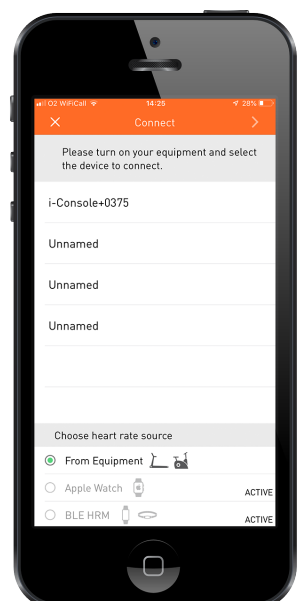 O2 WiFiCall 14:25 28%
Connect
Please turn on your equipment and select
the device to connect.
i-Console+0375
Unnamed
Unnamed
Unnamed
Choose heart rate source
From Equipment
Apple Watch ACTIVE
BLE HRM ACTIVE